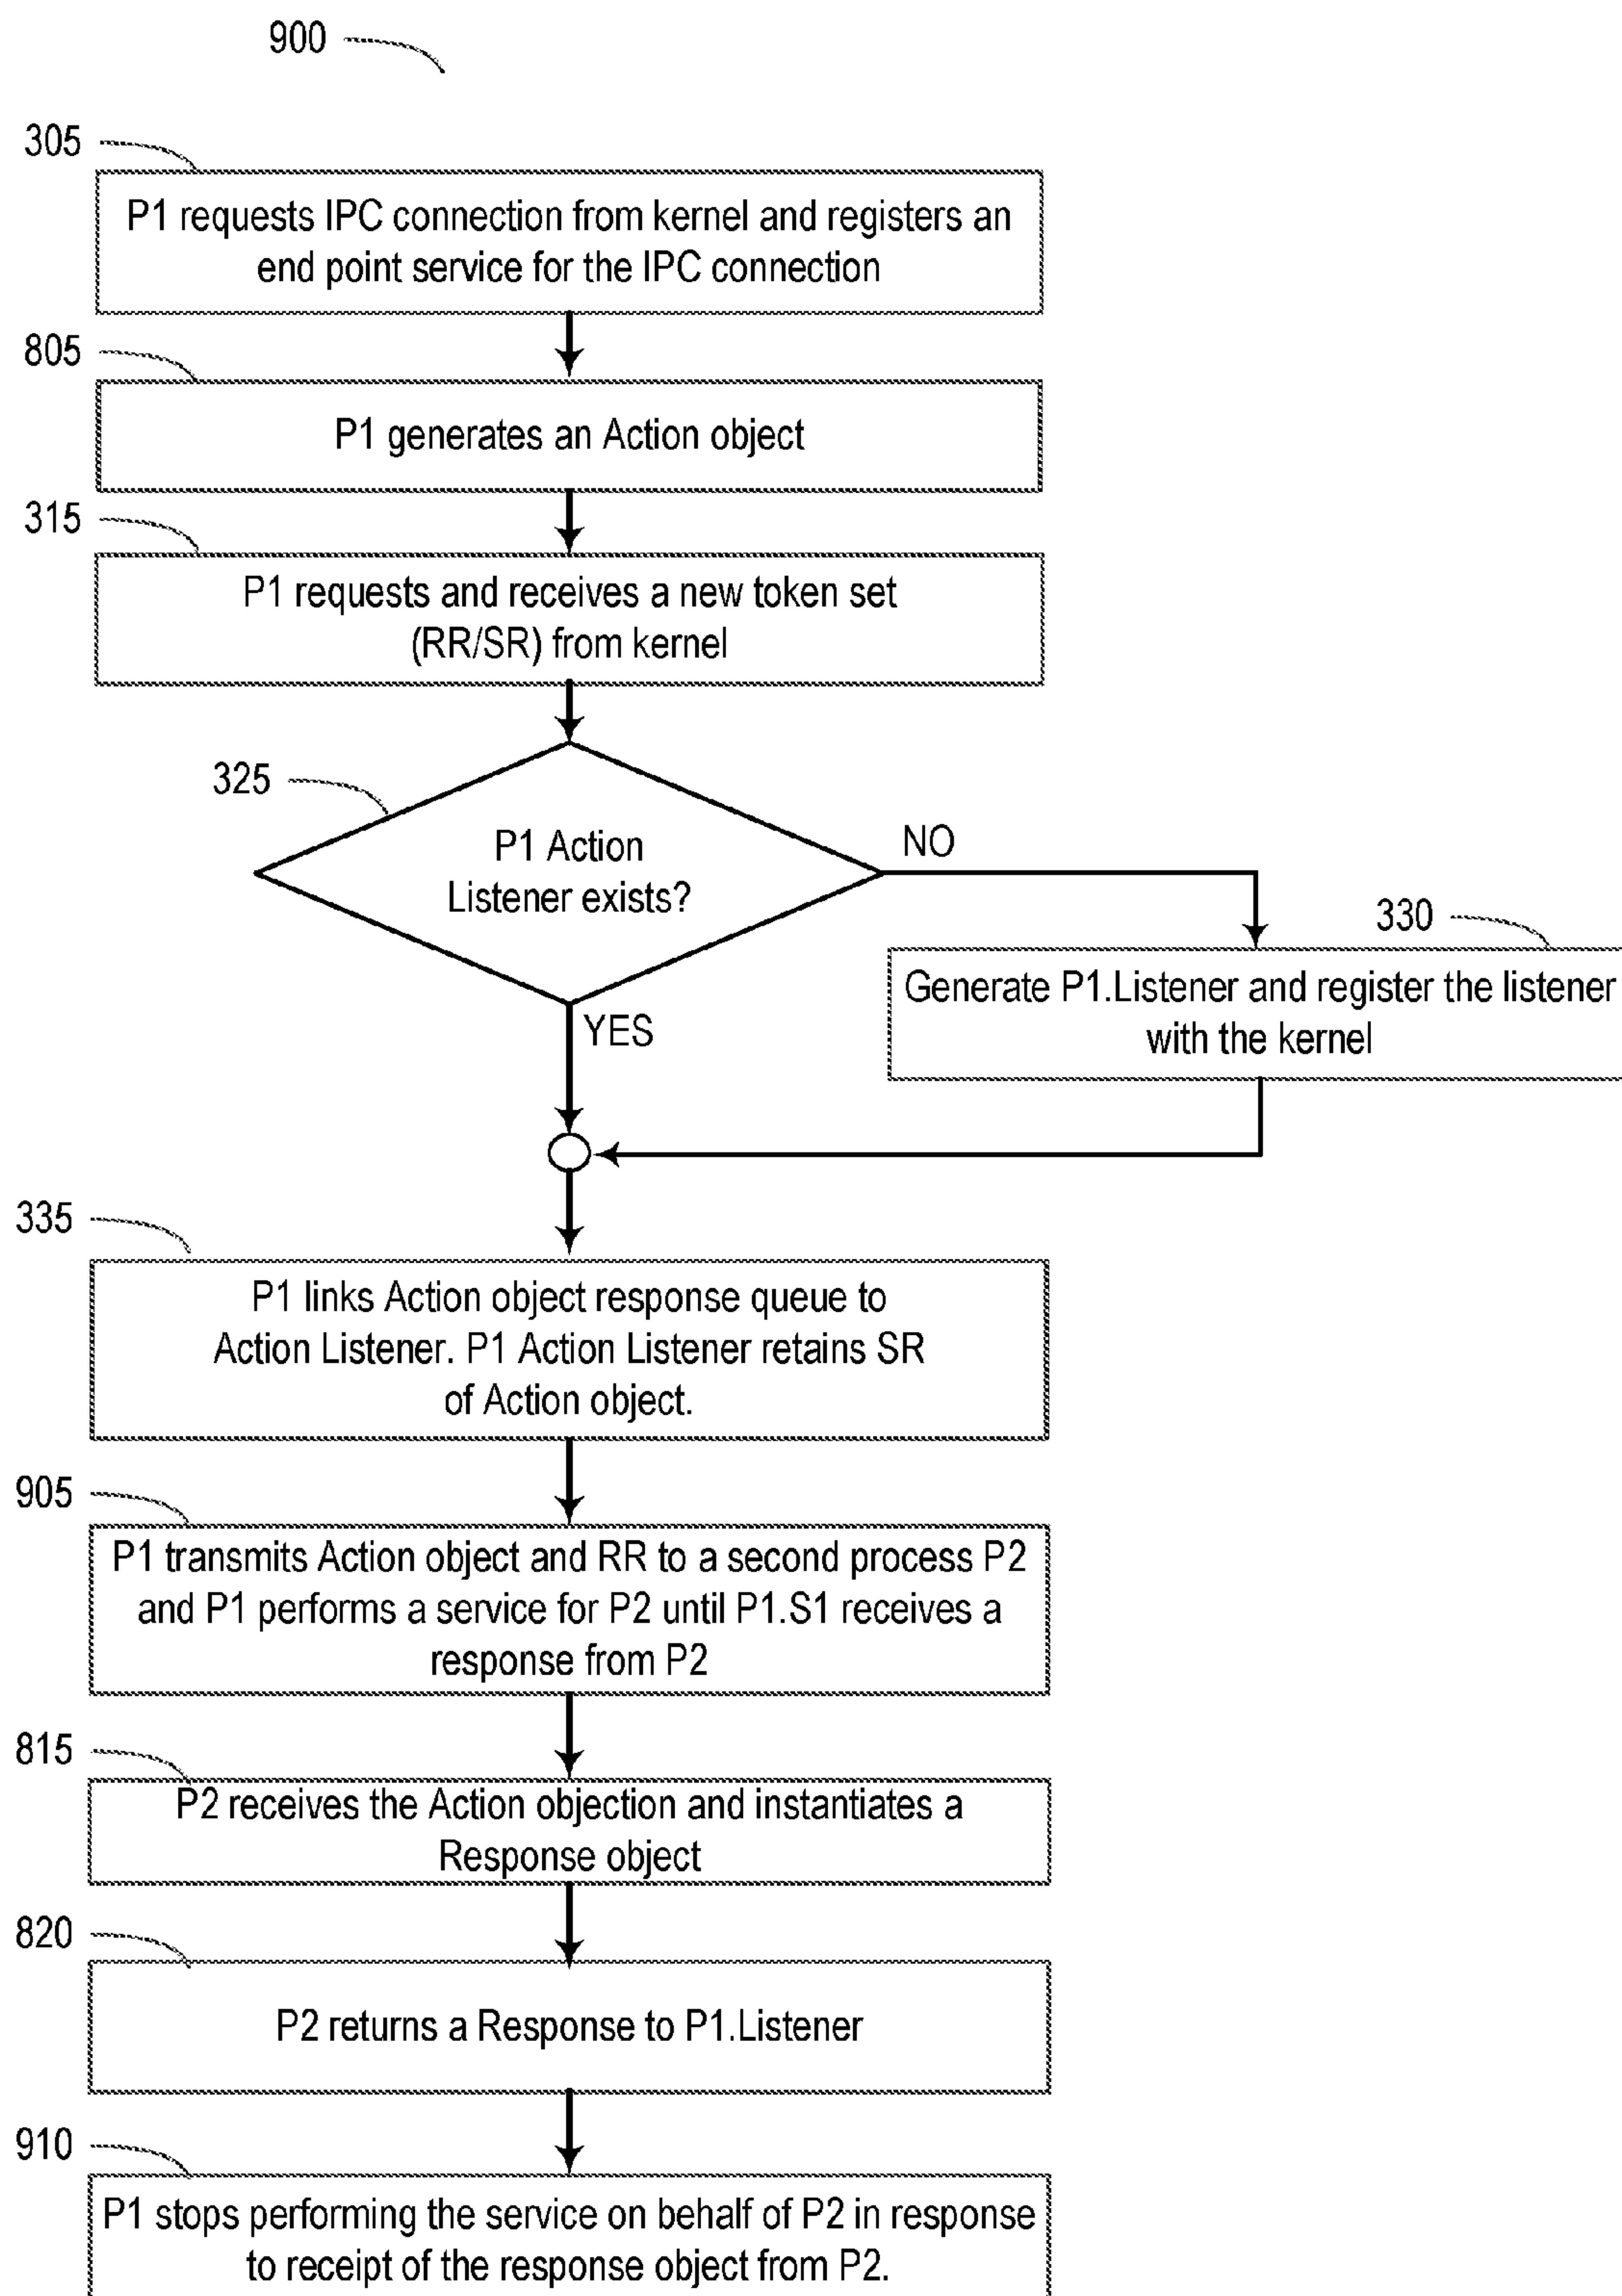 900
305
P1 requests IPC connection from kernel and registers an
end point service for the IPC connection
805
P1 generates an Action object
315
P1 requests and receives a new token set
(RR/SR) from kernel
325
P1 Action
Listener exists?
NO
330
Generate P1.Listener and register the listener
with the kernel
YES
335
P1 links Action object response queue to
Action Listener. P1 Action Listener retains SR
of Action object.
905
P1 transmits Action object and RR to a second process P2
and P1 performs a service for P2 until P1.S1 receives a
response from P2
815
P2 receives the Action objection and instantiates a
Response object
820
P2 returns a Response to P1.Listener
910
P1 stops performing the service on behalf of P2 in response
to receipt of the response object from P2.